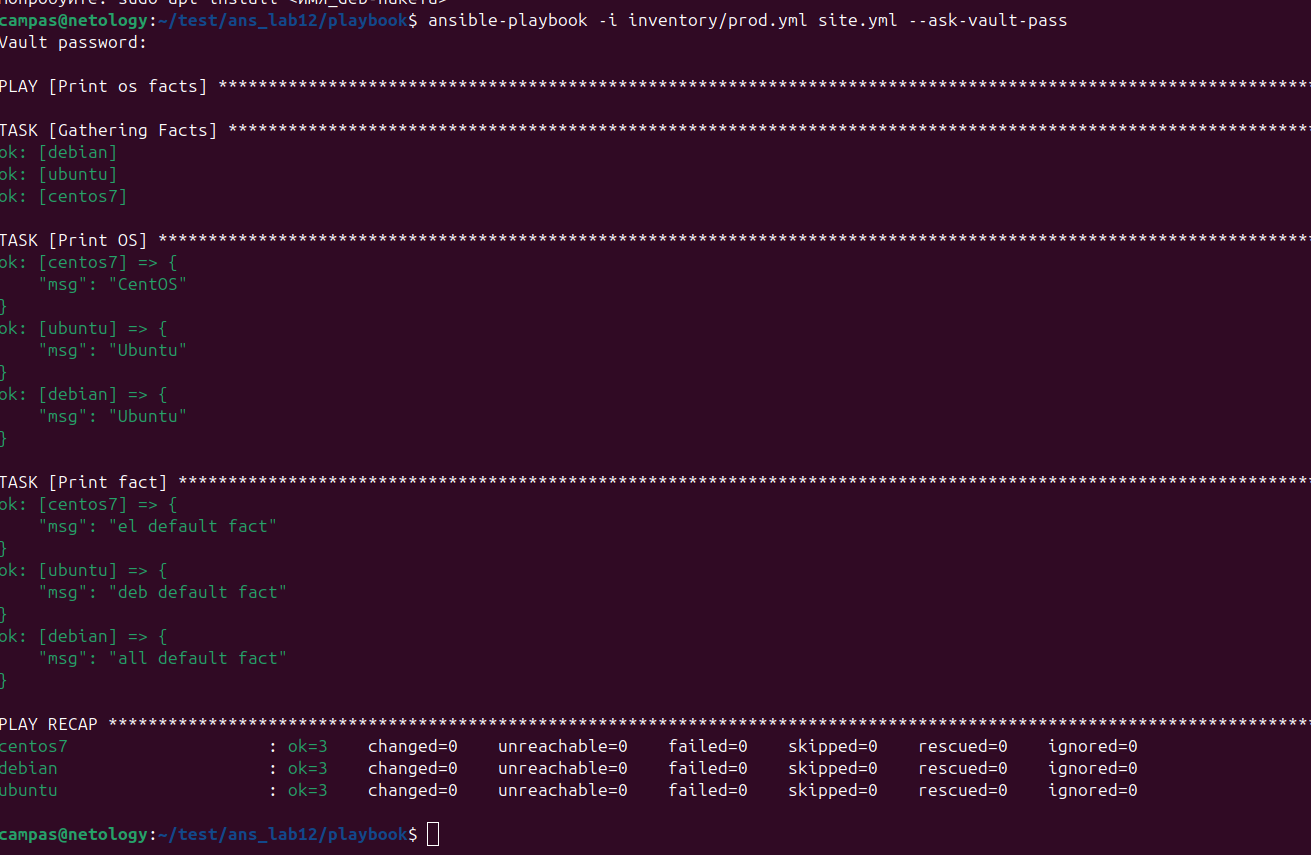 campas@netology:~/test/ans_lab12/playbook$ ansible-playbook -i inventory/prod.yml site.yml --ask-vault-pass
Vault password:
PLAY [Print os facts] *************************************************************************************************************
TASK [Gathering Facts] ************************************************************************************************************
ok: [debian]
ok: [ubuntu]
ok: [centos7]
TASK [Print OS] *******************************************************************************************************************
ok: [centos7] => {
    "msg": "CentOS"
}
ok: [ubuntu] => {
    "msg": "Ubuntu"
}
ok: [debian] => {
    "msg": "Ubuntu"
}
TASK [Print fact] *****************************************************************************************************************
ok: [centos7] => {
    "msg": "el default fact"
}
ok: [ubuntu] => {
    "msg": "deb default fact"
}
ok: [debian] => {
    "msg": "all default fact"
}
PLAY RECAP ************************************************************************************************************************
centos7                    : ok=3    changed=0    unreachable=0    failed=0    skipped=0    rescued=0    ignored=0
debian                     : ok=3    changed=0    unreachable=0    failed=0    skipped=0    rescued=0    ignored=0
ubuntu                     : ok=3    changed=0    unreachable=0    failed=0    skipped=0    rescued=0    ignored=0
campas@netology:~/test/ans_lab12/playbook$